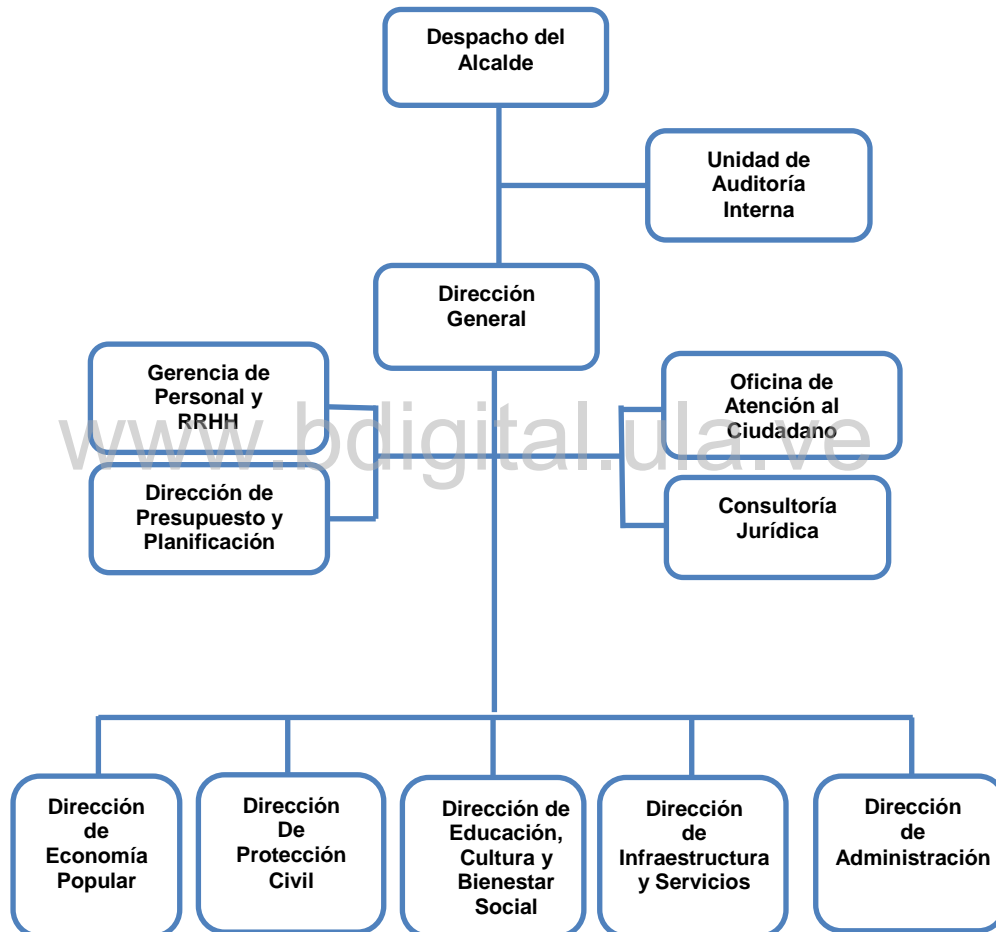 Despacho del
Alcalde
Unidad de
Auditoría
Interna
Dirección
General
Gerencia de
Personal y
RRHH
Oficina de
Atención al
Ciudadano
www.bdigital.ula.ve
Dirección de
Presupuesto y
Planificación
Consultoría
Jurídica
Dirección
de
Economía
Popular
Dirección
De
Protección
Civil
Dirección de
Educación,
Cultura y
Bienestar
Social
Dirección
de
Infraestructura
y Servicios
Dirección
de
Administración